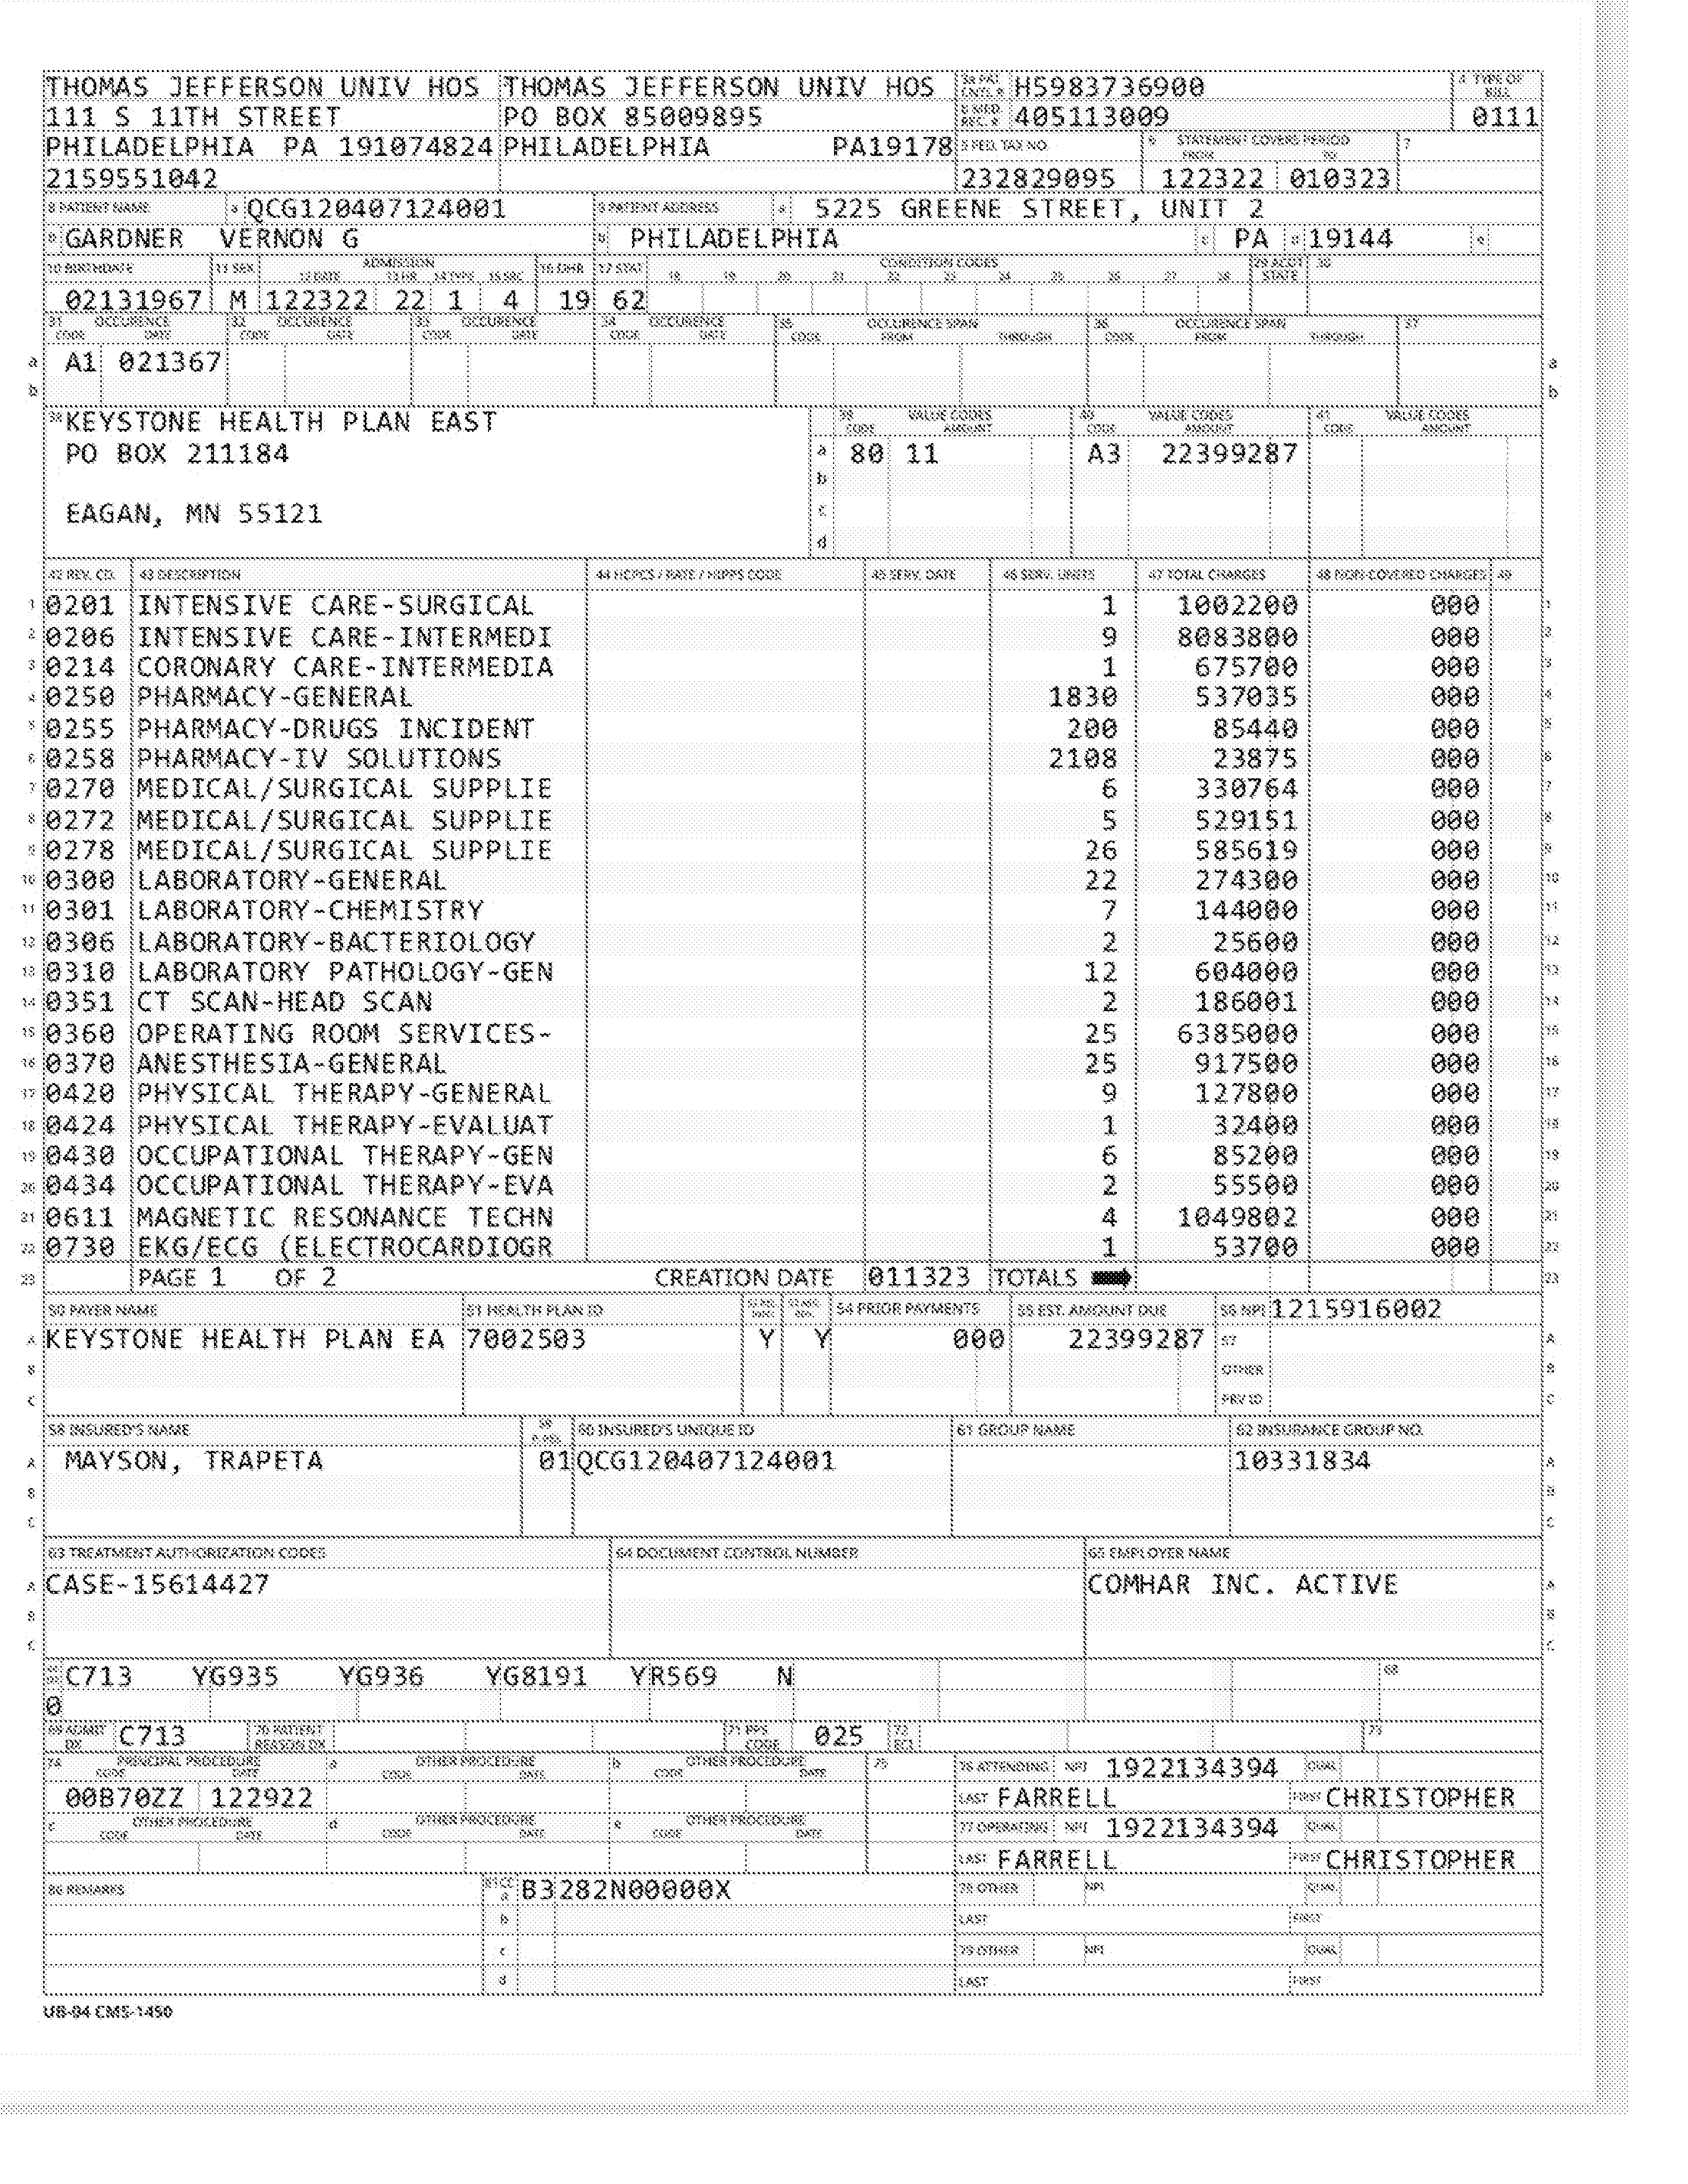 THOMAS JEFFERSON UNIV HOS THOMAS JEFFERSON UNIV HOS 3a PAT. CNTL # H5983736900 4 TYPE OF BILL
111 S 11TH STREET PO BOX 85009895 b MED. REC. # 405113009 0111
PHILADELPHIA PA 191074824 PHILADELPHIA PA19178 5 FED. TAX NO. 6 STATEMENT COVERS PERIOD FROM TO 7
2159551042 232829095 122322 010323
8 PATIENT NAME a QCG120407124001 9 PATIENT ADDRESS a 5225 GREENE STREET, UNIT 2
b GARDNER VERNON G b PHILADELPHIA c PA d 19144 e
10 BIRTHDATE 11 SEX ADMISSION 12 DATE 13 HR 14 TYPE 15 SRC 16 DHR 17 STAT CONDITION CODES 18 19 20 21 22 23 24 25 26 27 28 29 ACDT STATE 30
02131967 M 122322 22 1 4 19 62
31 OCCURENCE CODE DATE 32 OCCURENCE CODE DATE 33 OCCURENCE CODE DATE 34 OCCURENCE CODE DATE 35 OCCURENCE SPAN CODE FROM THROUGH 36 OCCURENCE SPAN CODE FROM THROUGH 37
a A1 021367 a
b b
38 KEYSTONE HEALTH PLAN EAST 39 VALUE CODES CODE AMOUNT 40 VALUE CODES CODE AMOUNT 41 VALUE CODES CODE AMOUNT
PO BOX 211184 a 80 11 A3 22399287
b
EAGAN, MN 55121 c
d
42 REV. CD. 43 DESCRIPTION 44 HCPCS / RATE / HIPPS CODE 45 SERV. DATE 46 SERV. UNITS 47 TOTAL CHARGES 48 NON-COVERED CHARGES 49
1 0201 INTENSIVE CARE-SURGICAL 1 1002200 000 1
2 0206 INTENSIVE CARE-INTERMEDI 9 8083800 000 2
3 0214 CORONARY CARE-INTERMEDIA 1 675700 000 3
4 0250 PHARMACY-GENERAL 1830 537035 000 4
5 0255 PHARMACY-DRUGS INCIDENT 200 85440 000 5
6 0258 PHARMACY-IV SOLUTIONS 2108 23875 000 6
7 0270 MEDICAL/SURGICAL SUPPLIE 6 330764 000 7
8 0272 MEDICAL/SURGICAL SUPPLIE 5 529151 000 8
9 0278 MEDICAL/SURGICAL SUPPLIE 26 585619 000 9
10 0300 LABORATORY-GENERAL 22 274300 000 10
11 0301 LABORATORY-CHEMISTRY 7 144000 000 11
12 0306 LABORATORY-BACTERIOLOGY 2 25600 000 12
13 0310 LABORATORY PATHOLOGY-GEN 12 604000 000 13
14 0351 CT SCAN-HEAD SCAN 2 186001 000 14
15 0360 OPERATING ROOM SERVICES- 25 6385000 000 15
16 0370 ANESTHESIA-GENERAL 25 917500 000 16
17 0420 PHYSICAL THERAPY-GENERAL 9 127800 000 17
18 0424 PHYSICAL THERAPY-EVALUAT 1 32400 000 18
19 0430 OCCUPATIONAL THERAPY-GEN 6 85200 000 19
20 0434 OCCUPATIONAL THERAPY-EVA 2 55500 000 20
21 0611 MAGNETIC RESONANCE TECHN 4 1049802 000 21
22 0730 EKG/ECG (ELECTROCARDIOGR 1 53700 000 22
23 PAGE 1 OF 2 CREATION DATE 011323 TOTALS 23
50 PAYER NAME 51 HEALTH PLAN ID 54 PRIOR PAYMENTS 55 EST. AMOUNT DUE 56 NPI 1215916002
A KEYSTONE HEALTH PLAN EA 7002503 Y Y 000 22399287 57 A
B OTHER B
C PRV ID C
58 INSURED'S NAME 59 P. REL 60 INSURED'S UNIQUE ID 61 GROUP NAME 62 INSURANCE GROUP NO.
A MAYSON, TRAPETA 01 QCG120407124001 10331834 A
B B
C C
63 TREATMENT AUTHORIZATION CODES 64 DOCUMENT CONTROL NUMBER 65 EMPLOYER NAME
A CASE-15614427 COMHAR INC. ACTIVE A
B B
C C
C713 YG935 YG936 YG8191 YR569 N 68
0
69 ADMIT DX C713 70 PATIENT REASON DX 71 PPS CODE 025 72 ECI 73
74 PRINCIPAL PROCEDURE CODE DATE a OTHER PROCEDURE CODE DATE b OTHER PROCEDURE CODE DATE 75 76 ATTENDING NPI 1922134394 QUAL
00B70ZZ 122922 LAST FARRELL FIRST CHRISTOPHER
c OTHER PROCEDURE CODE DATE d OTHER PROCEDURE CODE DATE e OTHER PROCEDURE CODE DATE 77 OPERATING NPI 1922134394 QUAL
LAST FARRELL FIRST CHRISTOPHER
80 REMARKS 81CC a B3 282N00000X 78 OTHER NPI QUAL
b LAST FIRST
c 79 OTHER NPI QUAL
d LAST FIRST
UB-04 CMS-1450